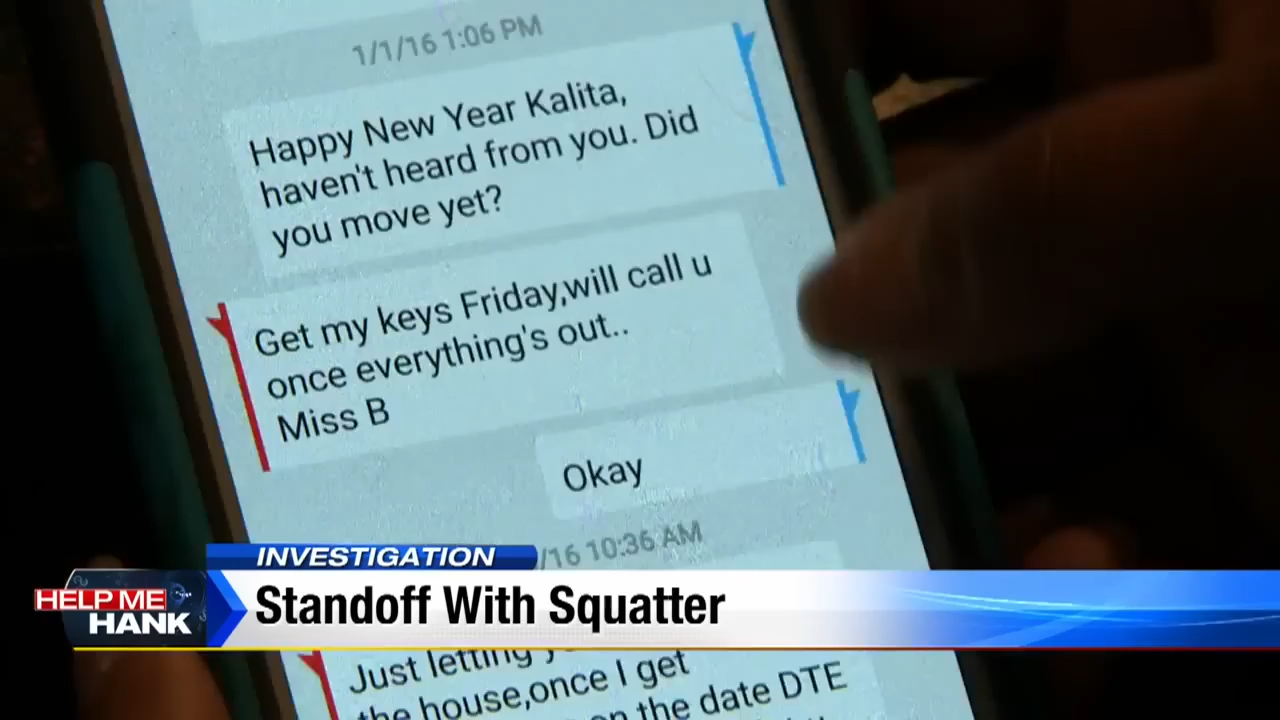 1/1/16 1:06 PM
Happy New Year Kalita,
haven't heard from you. Did
you move yet?
Get my keys Friday,will call u
once everything's out..
Miss B
Okay
/16 10:36 AM
INVESTIGATION
HELP ME
HANK
Standoff With Squatter
Just letting
the house,once I get
on the date DTE